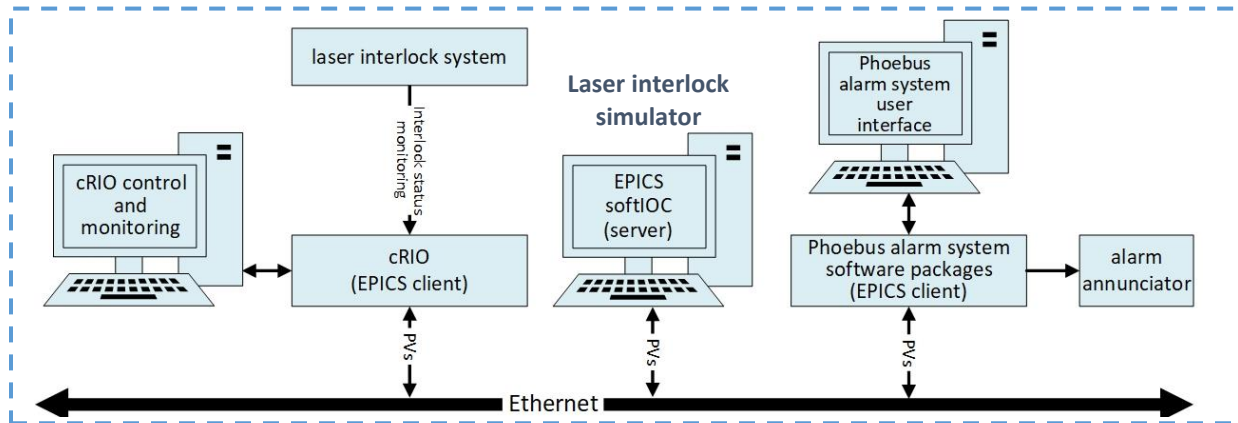 laser interlock system
Interlock status
monitoring
cRIO control
and
monitoring
cRIO
(EPICS client)
PVs
Laser interlock
simulator
EPICS
softIOC
(server)
PVs
Phoebus
alarm system
user
interface
Phoebus alarm system
software packages
(EPICS client)
alarm
annunciator
PVs
Ethernet